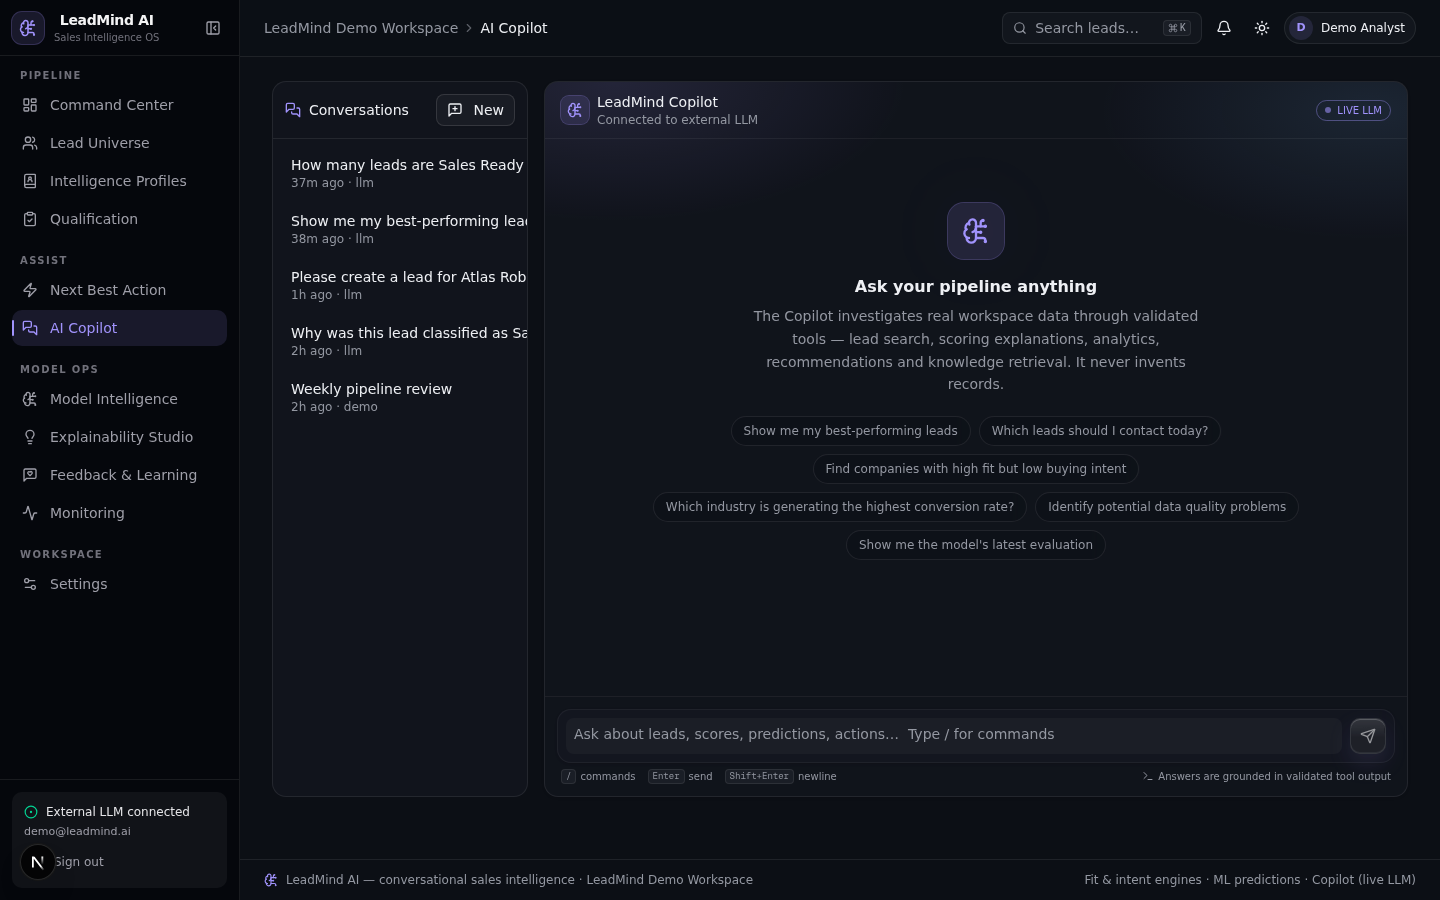 LeadMind AI
Sales Intelligence OS
PIPELINE
Command Center
Lead Universe
Intelligence Profiles
Qualification
ASSIST
Next Best Action
AI Copilot
MODEL OPS
Model Intelligence
Explainability Studio
Feedback & Learning
Monitoring
WORKSPACE
Settings
External LLM connected
demo@leadmind.ai
Sign out
LeadMind Demo Workspace > AI Copilot
Search leads... ⌘K
D Demo Analyst
Conversations
New
How many leads are Sales Ready
37m ago · llm
Show me my best-performing lead
38m ago · llm
Please create a lead for Atlas Rob
1h ago · llm
Why was this lead classified as Sa
2h ago · llm
Weekly pipeline review
2h ago · demo
LeadMind Copilot
Connected to external LLM
LIVE LLM
Ask your pipeline anything
The Copilot investigates real workspace data through validated
tools — lead search, scoring explanations, analytics,
recommendations and knowledge retrieval. It never invents
records.
Show me my best-performing leads
Which leads should I contact today?
Find companies with high fit but low buying intent
Which industry is generating the highest conversion rate?
Identify potential data quality problems
Show me the model's latest evaluation
Ask about leads, scores, predictions, actions... Type / for commands
/ commands Enter send Shift+Enter newline
Answers are grounded in validated tool output
LeadMind AI — conversational sales intelligence · LeadMind Demo Workspace
Fit & intent engines · ML predictions · Copilot (live LLM)